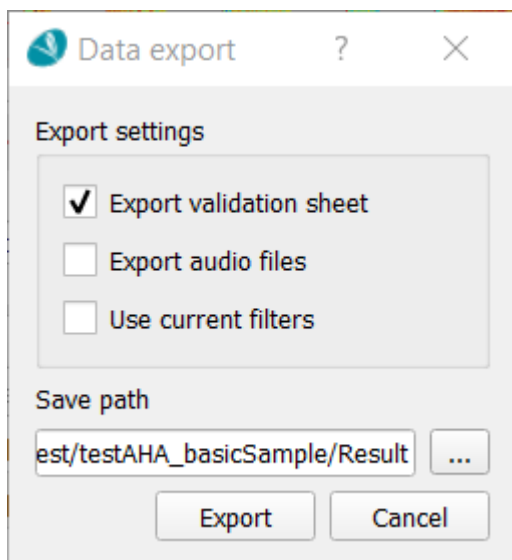 Data export ?
Export settings
Export validation sheet
Export audio files
Use current filters
Save path
est/testAHA_basicSample/Result ...
Export Cancel